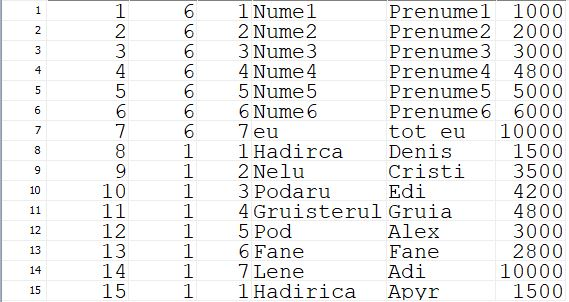 1 1 6 1 Nume1 Prenume1 1000
2 2 6 2 Nume2 Prenume2 2000
3 3 6 3 Nume3 Prenume3 3000
4 4 6 4 Nume4 Prenume4 4800
5 5 6 5 Nume5 Prenume5 5000
6 6 6 6 Nume6 Prenume6 6000
7 7 6 7 eu tot eu 10000
8 8 1 1 Hadirca Denis 1500
9 9 1 2 Nelu Cristi 3500
10 10 1 3 Podaru Edi 4200
11 11 1 4 Gruisterul Gruia 4800
12 12 1 5 Pod Alex 3000
13 13 1 6 Fane Fane 2800
14 14 1 7 Lene Adi 10000
15 15 1 1 Hadirica Apyr 1500